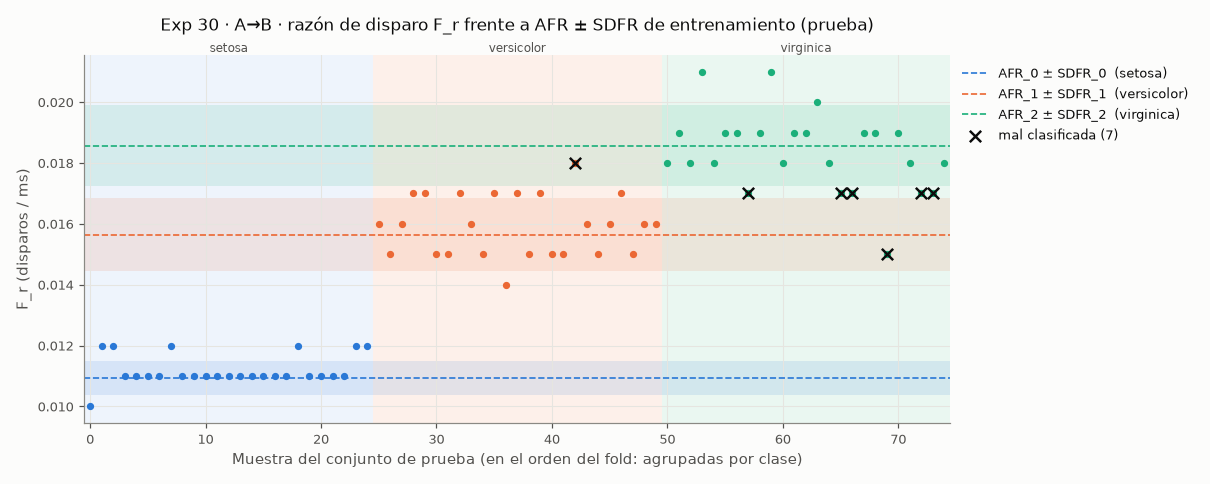 Exp 30 · A→B · razón de disparo F_r frente a AFR ± SDFR de entrenamiento (prueba)
setosa
versicolor
virginica
AFR_0 ± SDFR_0 (setosa)
AFR_1 ± SDFR_1 (versicolor)
AFR_2 ± SDFR_2 (virginica)
mal clasificada (7)
F_r (disparos / ms)
0.020
0.018
0.016
0.014
0.012
0.010
0
10
20
30
40
50
60
70
Muestra del conjunto de prueba (en el orden del fold: agrupadas por clase)